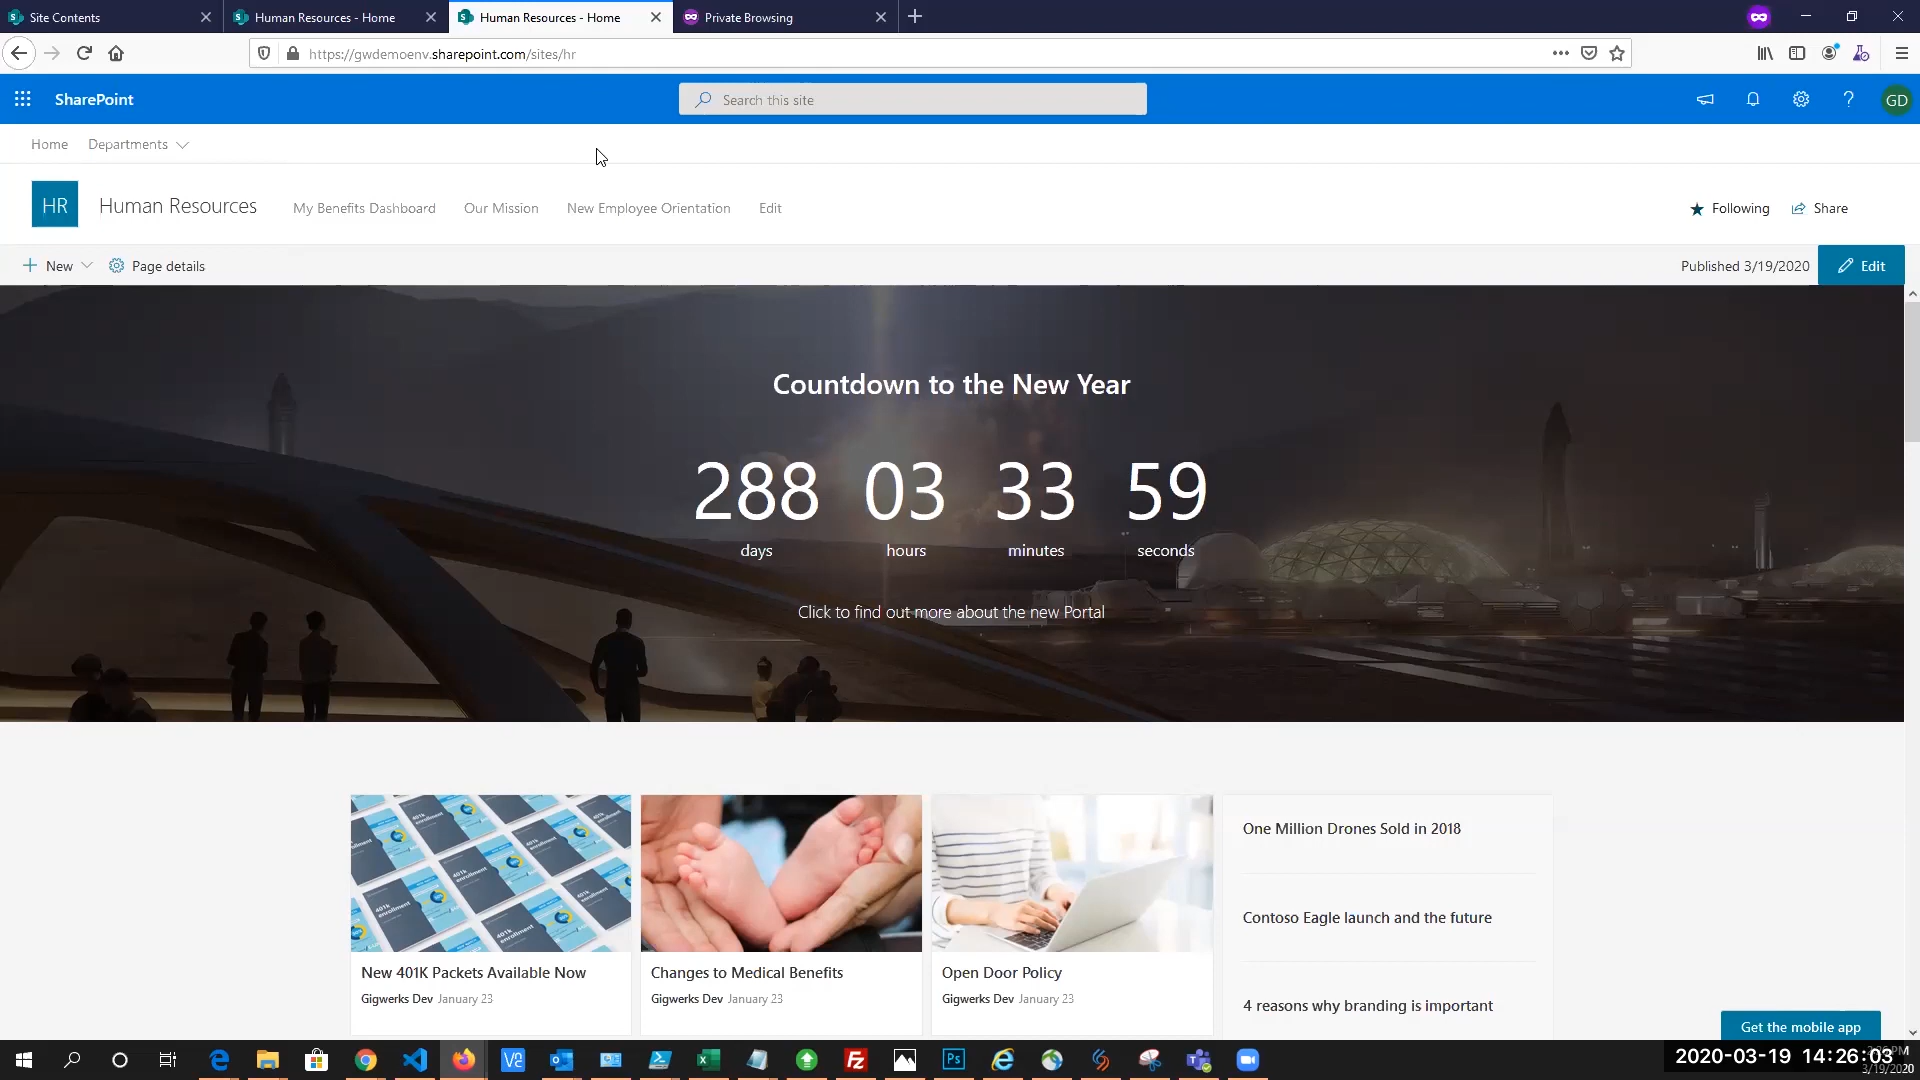 Site Contents
Human Resources - Home
Human Resources - Home
Private Browsing
https://gwdemoenv.sharepoint.com/sites/hr
SharePoint
Search this site
GD
Home
Departments
HR
Human Resources
My Benefits Dashboard
Our Mission
New Employee Orientation
Edit
Following
Share
New
Page details
Published 3/19/2020
Edit
Countdown to the New Year
288 03 33 59
days hours minutes seconds
Click to find out more about the new Portal
401k enrollment
New 401K Packets Available Now
Gigwerks Dev January 23
Changes to Medical Benefits
Gigwerks Dev January 23
Open Door Policy
Gigwerks Dev January 23
One Million Drones Sold in 2018
Contoso Eagle launch and the future
4 reasons why branding is important
Get the mobile app
2020-03-19 14:26:03
3/19/2020